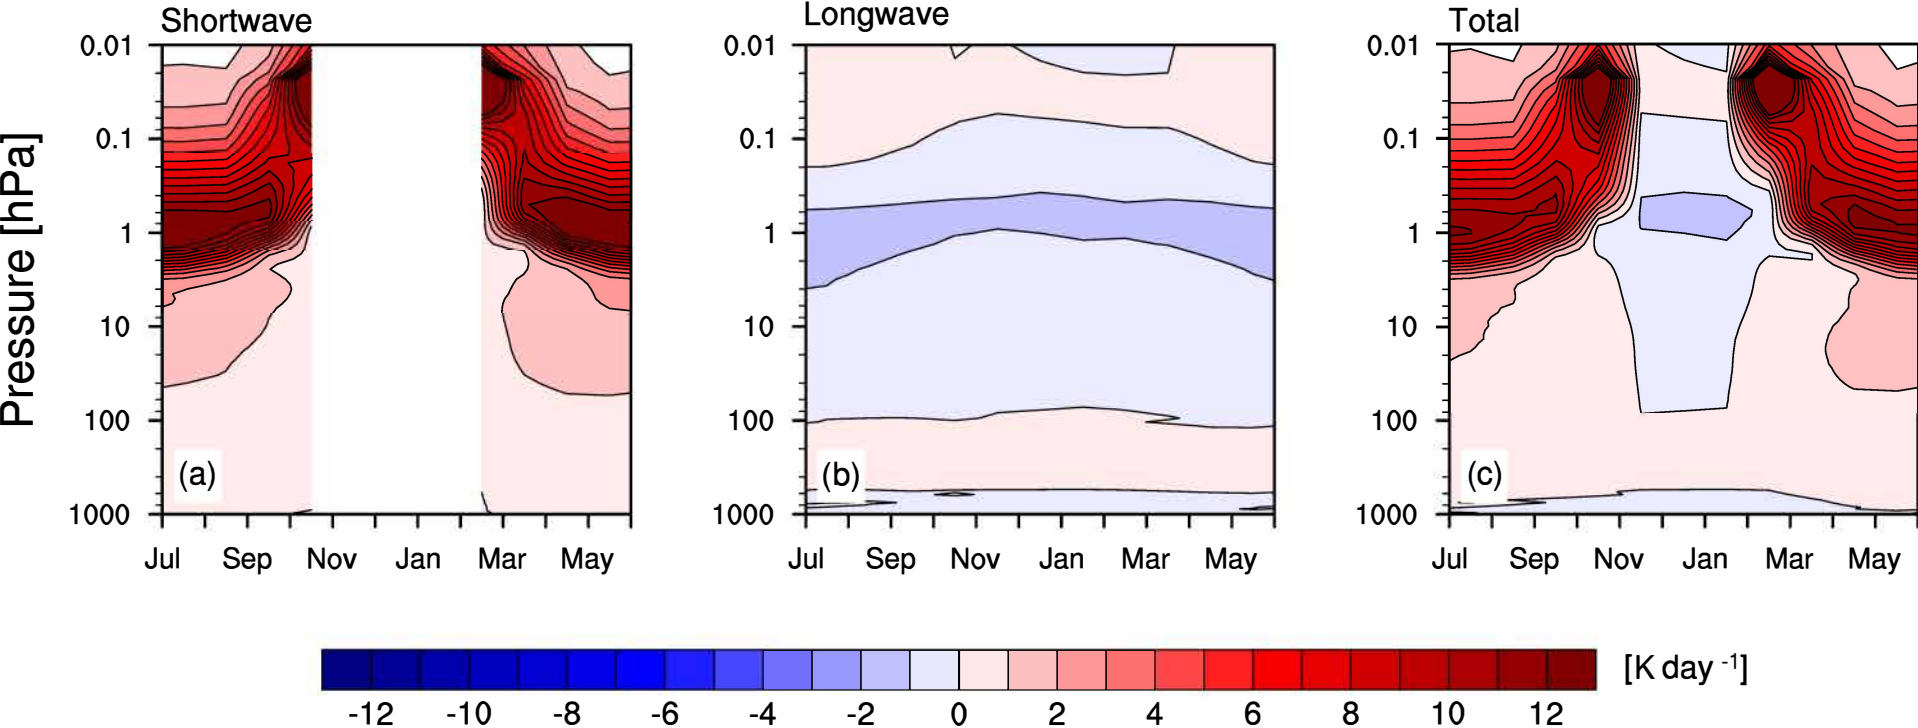 Shortwave
Longwave
Total
Pressure [hPa]
0.01
0.1
1
10
100
1000
(a)
Jul Sep Nov Jan Mar May
0.01
0.1
1
10
100
1000
(b)
Jul Sep Nov Jan Mar May
0.01
0.1
1
10
100
1000
(c)
Jul Sep Nov Jan Mar May
-12 -10 -8 -6 -4 -2 0 2 4 6 8 10 12
[K day -1]